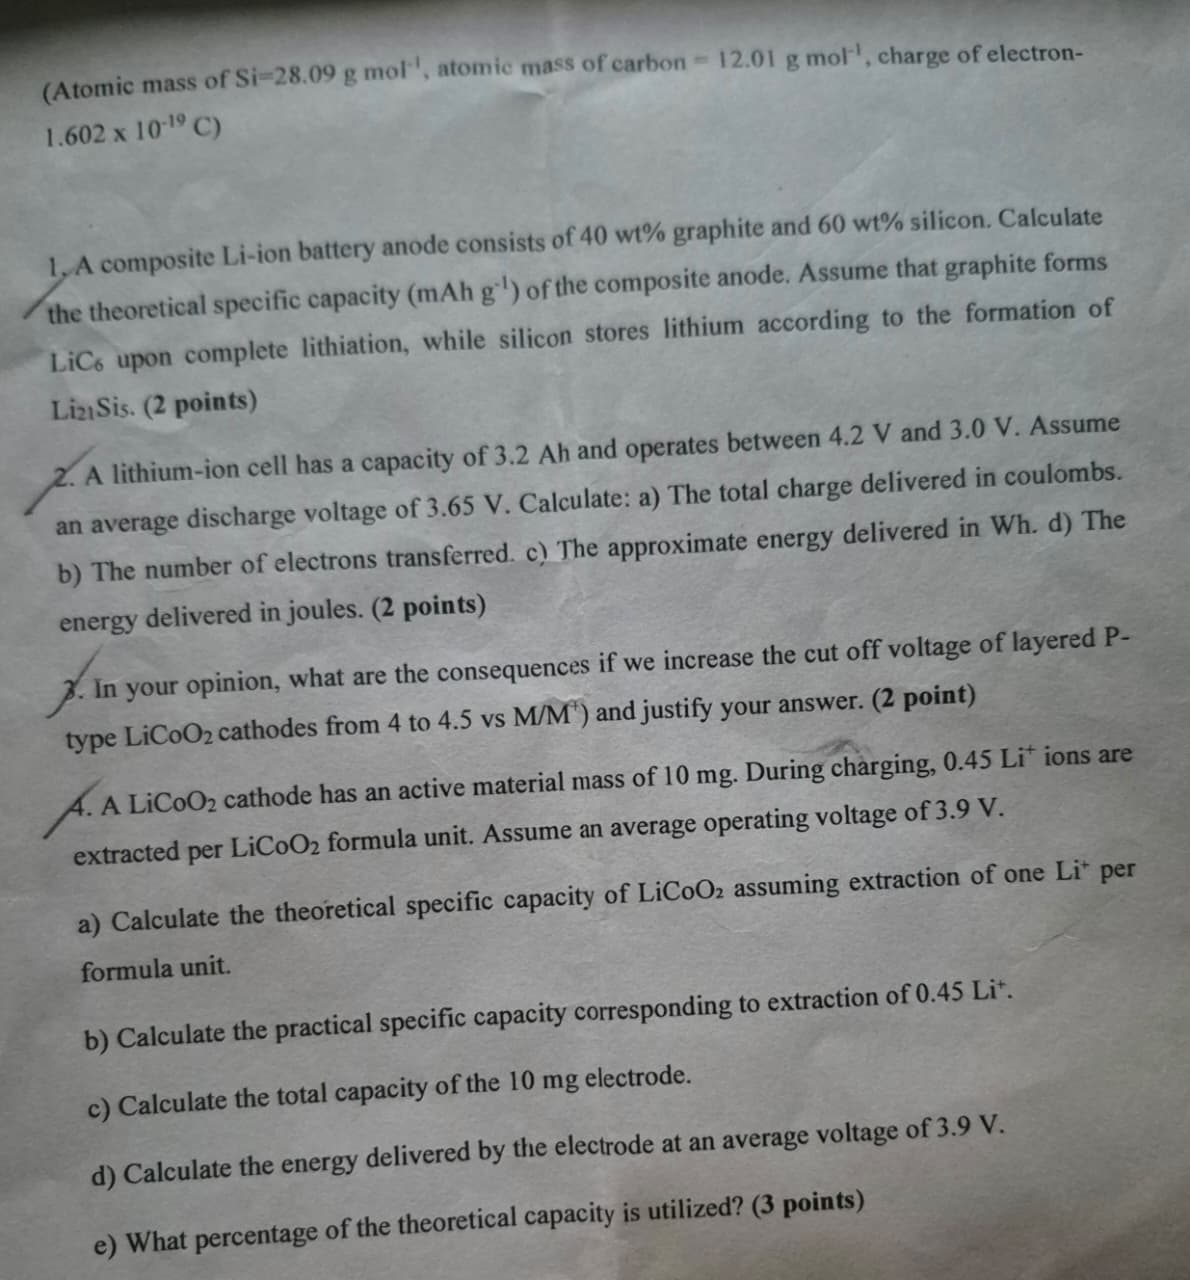 (Atomic mass of Si=28.09 g mol⁻¹, atomic mass of carbon = 12.01 g mol⁻¹, charge of electron-
1.602 x 10⁻¹⁹ C)
1. A composite Li-ion battery anode consists of 40 wt% graphite and 60 wt% silicon. Calculate
the theoretical specific capacity (mAh g⁻¹) of the composite anode. Assume that graphite forms
LiC₆ upon complete lithiation, while silicon stores lithium according to the formation of
Li₂₁Si₅. (2 points)
2. A lithium-ion cell has a capacity of 3.2 Ah and operates between 4.2 V and 3.0 V. Assume
an average discharge voltage of 3.65 V. Calculate: a) The total charge delivered in coulombs.
b) The number of electrons transferred. c) The approximate energy delivered in Wh. d) The
energy delivered in joules. (2 points)
3. In your opinion, what are the consequences if we increase the cut off voltage of layered P-
type LiCoO₂ cathodes from 4 to 4.5 vs M/M⁺) and justify your answer. (2 point)
4. A LiCoO₂ cathode has an active material mass of 10 mg. During charging, 0.45 Li⁺ ions are
extracted per LiCoO₂ formula unit. Assume an average operating voltage of 3.9 V.
a) Calculate the theoretical specific capacity of LiCoO₂ assuming extraction of one Li⁺ per
formula unit.
b) Calculate the practical specific capacity corresponding to extraction of 0.45 Li⁺.
c) Calculate the total capacity of the 10 mg electrode.
d) Calculate the energy delivered by the electrode at an average voltage of 3.9 V.
e) What percentage of the theoretical capacity is utilized? (3 points)